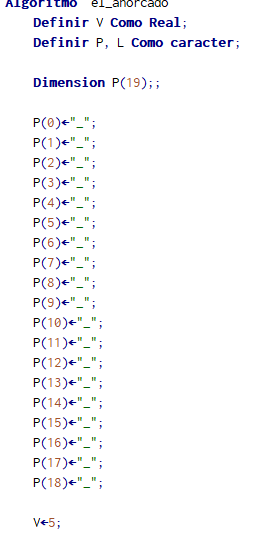 Algoritmo el_ahorcado
Definir V Como Real;
Definir P, L Como caracter;
Dimension P(19);;
P(0)←"_";
P(1)←"_";
P(2)←"_";
P(3)←"_";
P(4)←"_";
P(5)←"_";
P(6)←"_";
P(7)←"_";
P(8)←"_";
P(9)←"_";
P(10)←"_";
P(11)←"_";
P(12)←"_";
P(13)←"_";
P(14)←"_";
P(15)←"_";
P(16)←"_";
P(17)←"_";
P(18)←"_";
V←5;